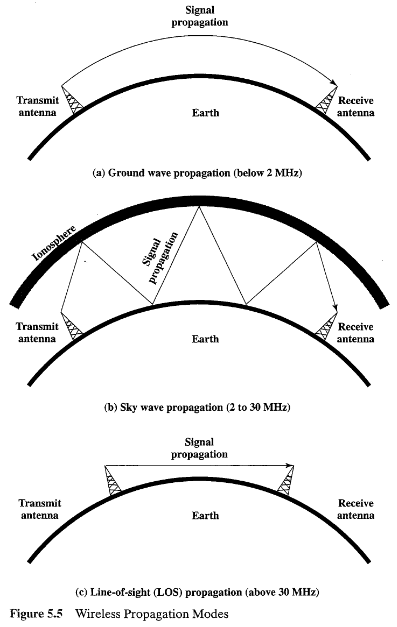 Signal
propagation
Transmit
antenna
Earth
Receive
antenna
(a) Ground wave propagation (below 2 MHz)
Ionosphere
Signal
propagation
Transmit
antenna
Earth
Receive
antenna
(b) Sky wave propagation (2 to 30 MHz)
Signal
propagation
Transmit
antenna
Earth
Receive
antenna
(c) Line-of-sight (LOS) propagation (above 30 MHz)
Figure 5.5 Wireless Propagation Modes